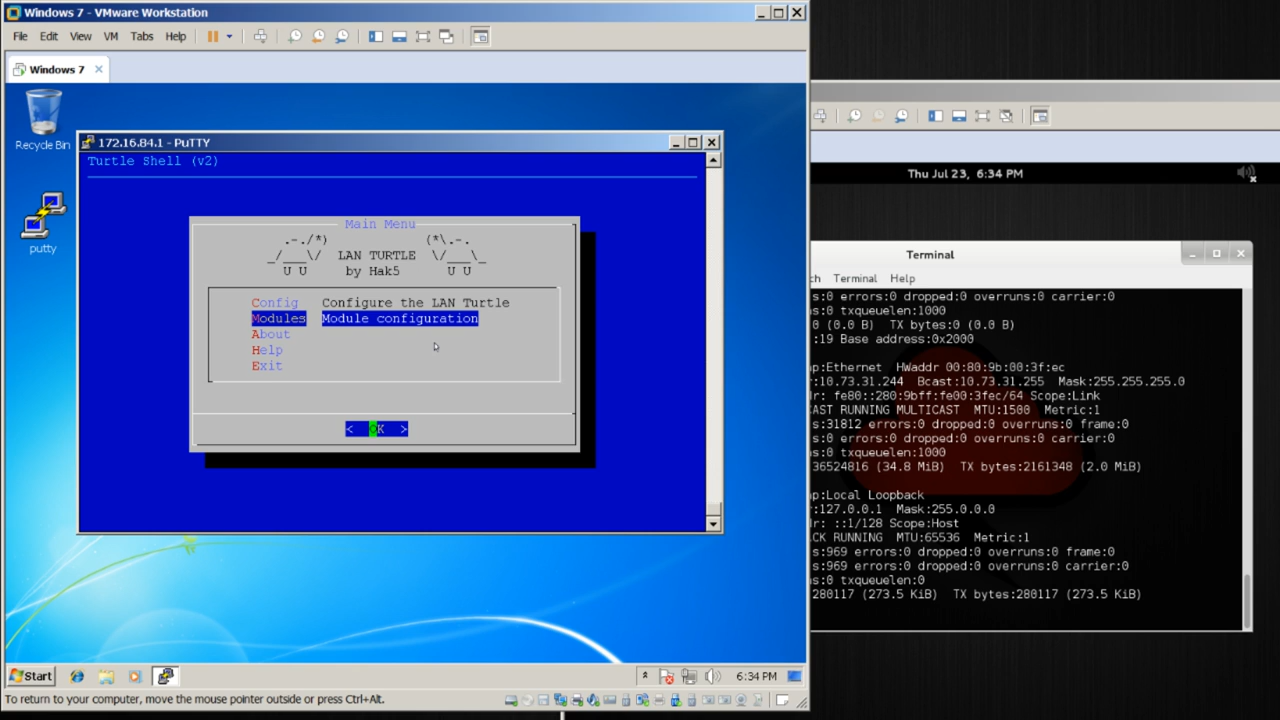 Windows 7 - VMware Workstation
File Edit View VM Tabs Help
Windows 7
Recycle Bin
putty
172.16.84.1 - PuTTY
Turtle Shell (v2)
Main Menu
.-./*) (*\.-.
_/___\/ LAN TURTLE \/___\_
U U by Hak5 U U
Config Configure the LAN Turtle
Modules Module configuration
About
Help
Exit
< OK >
Start
6:34 PM
To return to your computer, move the mouse pointer outside or press Ctrl+Alt.
Thu Jul 23, 6:34 PM
Terminal
ch Terminal Help
s:0 errors:0 dropped:0 overruns:0 carrier:0
ns:0 txqueuelen:1000
0 (0.0 B) TX bytes:0 (0.0 B)
:19 Base address:0x2000
ap:Ethernet HWaddr 00:80:9b:00:3f:ec
r:10.73.31.244 Bcast:10.73.31.255 Mask:255.255.255.0
dr: fe80::280:9bff:fe00:3fec/64 Scope:Link
CAST RUNNING MULTICAST MTU:1500 Metric:1
s:31812 errors:0 dropped:0 overruns:0 frame:0
s:0 errors:0 dropped:0 overruns:0 carrier:0
ns:0 txqueuelen:1000
36524816 (34.8 MiB) TX bytes:2161348 (2.0 MiB)
ap:Local Loopback
r:127.0.0.1 Mask:255.0.0.0
dr: ::1/128 Scope:Host
CK RUNNING MTU:65536 Metric:1
s:969 errors:0 dropped:0 overruns:0 frame:0
s:969 errors:0 dropped:0 overruns:0 carrier:0
ns:0 txqueuelen:0
280117 (273.5 KiB) TX bytes:280117 (273.5 KiB)